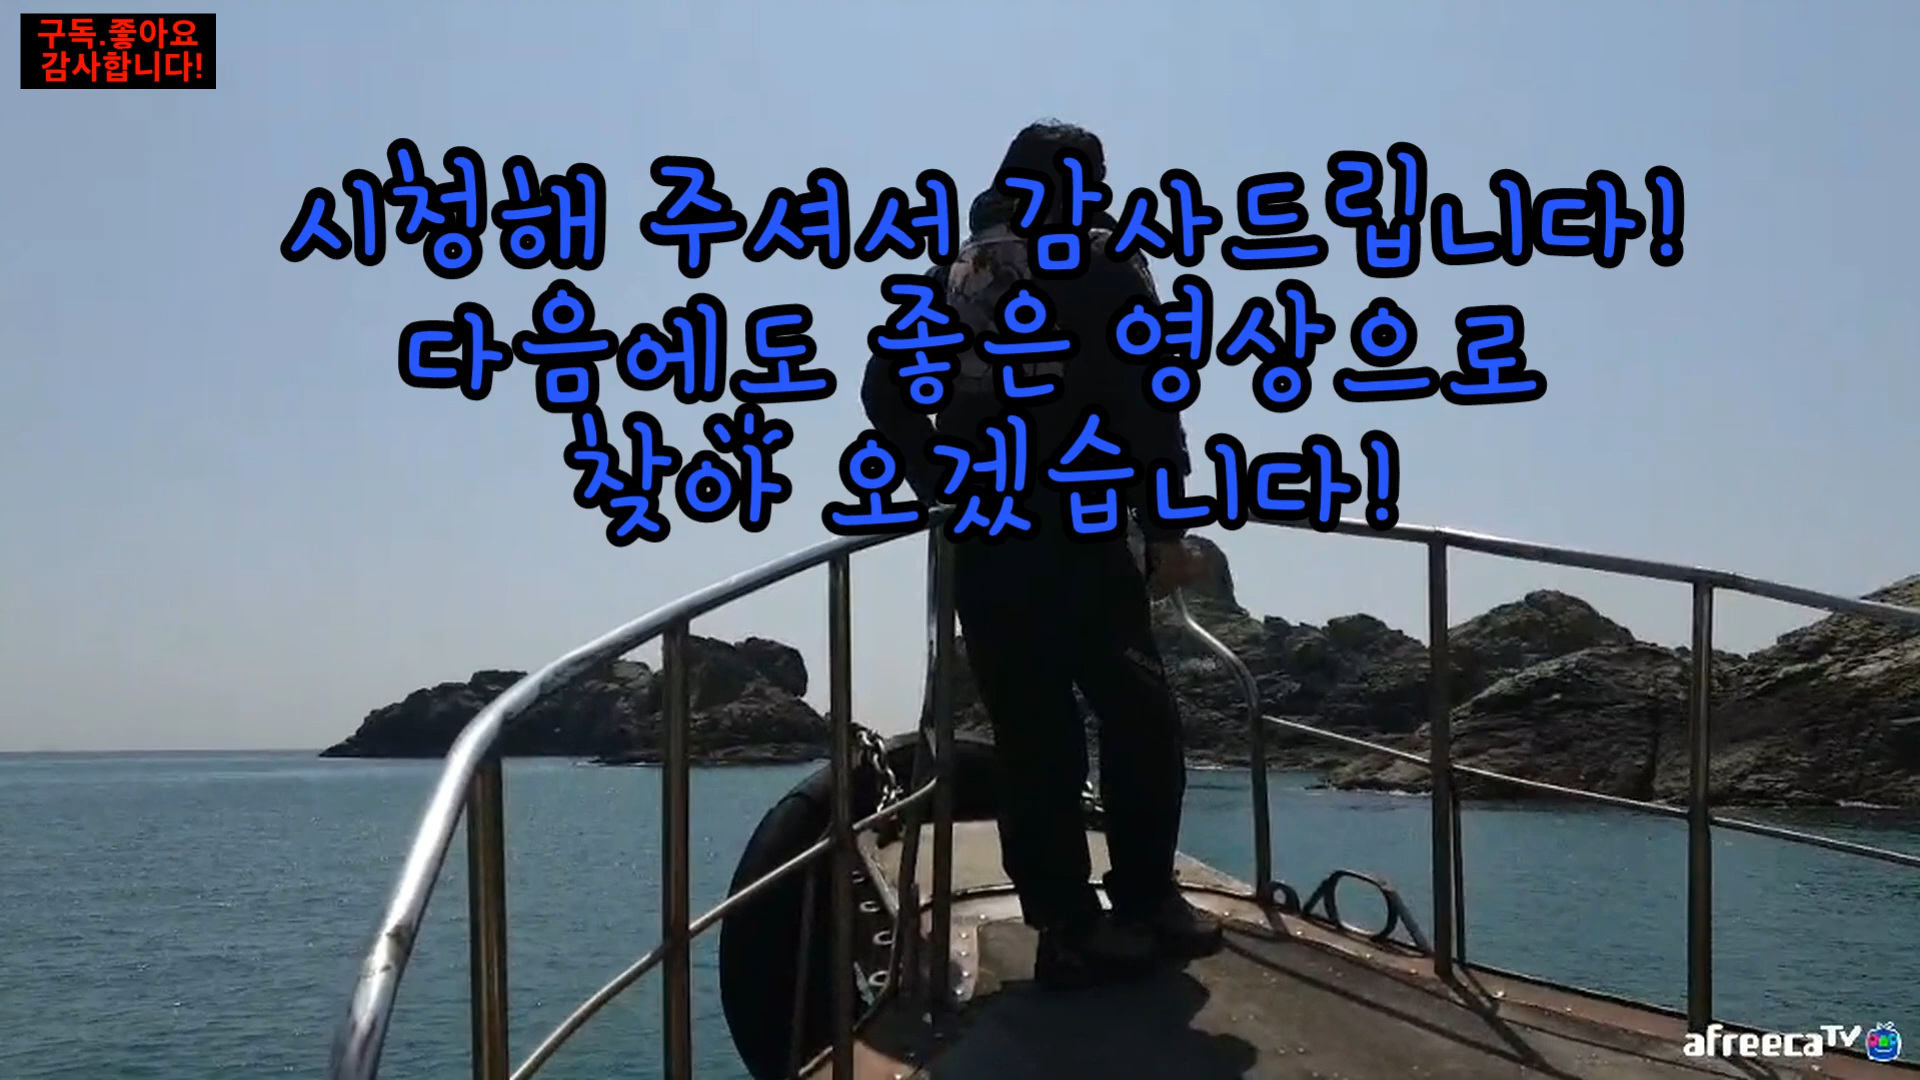 구독.좋아요
감사합니다!
시청해 주셔서 감사드립니다!
다음에도 좋은 영상으로
찾아 오겠습니다!
afreecaTV